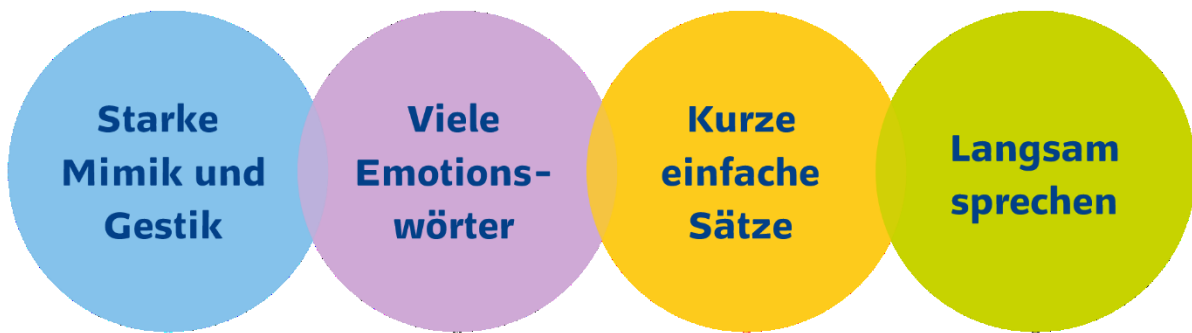 Starke
Mimik und
Gestik
Viele
Emotions-
wörter
Kurze
einfache
Sätze
Langsam
sprechen